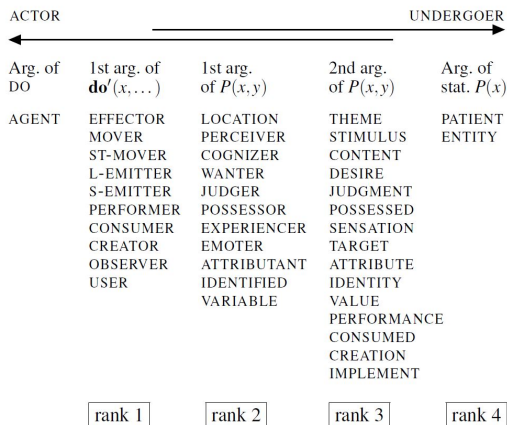 ACTOR UNDERGOER
Arg. of 1st arg. of 1st arg. 2nd arg. Arg. of
DO do′(x,...) of P(x,y) of P(x,y) stat. P(x)
AGENT EFFECTOR LOCATION THEME PATIENT
MOVER PERCEIVER STIMULUS ENTITY
ST-MOVER COGNIZER CONTENT
L-EMITTER WANTER DESIRE
S-EMITTER JUDGER JUDGMENT
PERFORMER POSSESSOR POSSESSED
CONSUMER EXPERIENCER SENSATION
CREATOR EMOTER TARGET
OBSERVER ATTRIBUTANT ATTRIBUTE
USER IDENTIFIED IDENTITY
VARIABLE VALUE
PERFORMANCE
CONSUMED
CREATION
IMPLEMENT
rank 1 rank 2 rank 3 rank 4